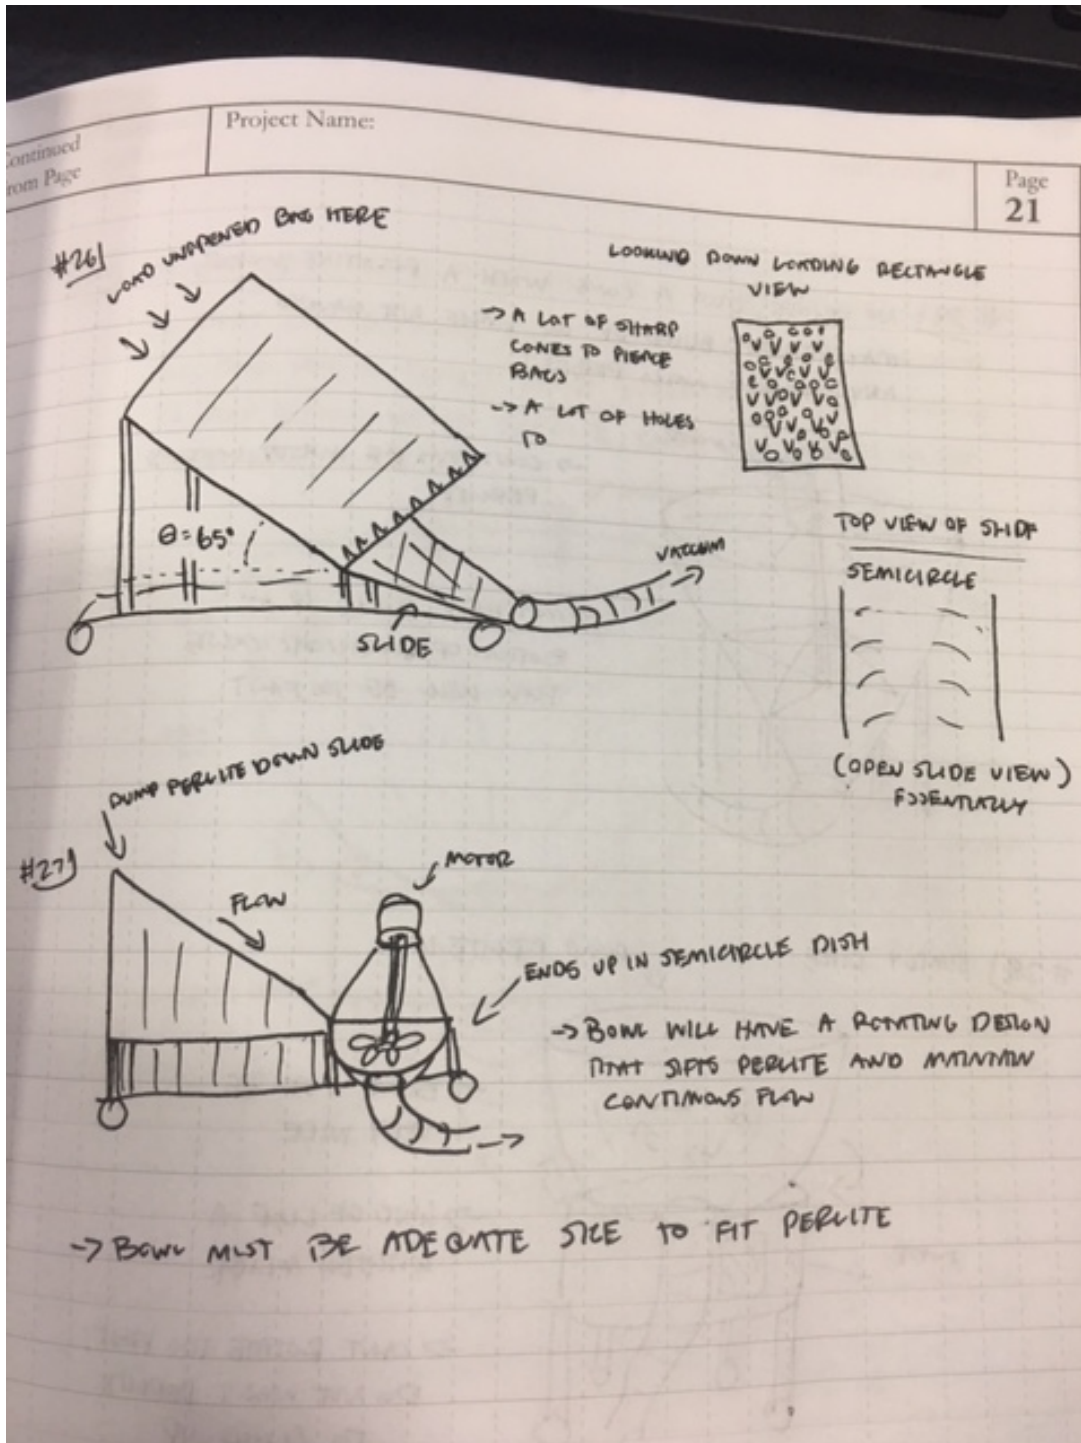 Continued
From Page
Project Name:
Page
21
#26
LOAD UNOPENED BAG HERE
-> A LOT OF SHARP
CONES TO PIERCE
BAGS
-> A LOT OF HOLES
TO
LOOKING DOWN LOADING RECTANGLE
VIEW
θ = 65°
SLIDE
VACCUM
TOP VIEW OF SLIDE
SEMICIRCLE
(OPEN SLIDE VIEW)
ESSENTIALLY
#27
DUMP PERLITE DOWN SLIDE
FLOW
MOTOR
ENDS UP IN SEMICIRCLE DISH
-> BOWL WILL HAVE A ROTATING DESIGN
THAT SIFTS PERLITE AND MAINTAIN
CONTINOUS FLOW
-> BOWL MUST BE ADEQUATE SIZE TO FIT PERLITE